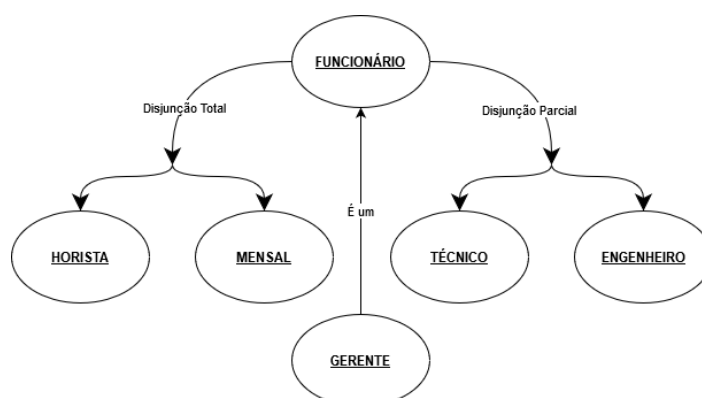 FUNCIONÁRIO
Disjunção Total
Disjunção Parcial
É um
HORISTA
MENSAL
TÉCNICO
ENGENHEIRO
GERENTE